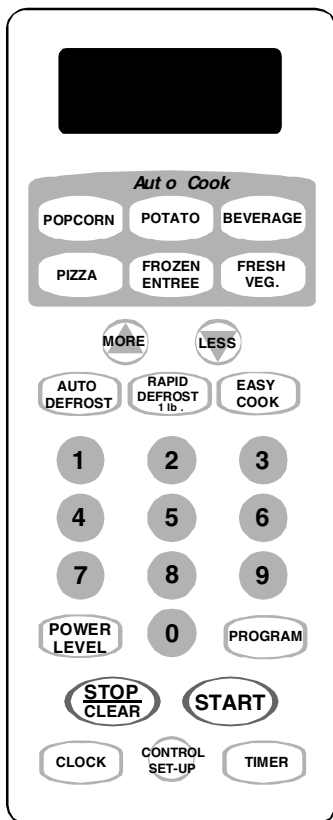 Auto Cook
POPCORN
POTATO
BEVERAGE
PIZZA
FROZEN
ENTREE
FRESH
VEG.
MORE
LESS
AUTO
DEFROST
RAPID
DEFROST
1 lb.
EASY
COOK
1
2
3
4
5
6
7
8
9
POWER
LEVEL
0
PROGRAM
STOP
CLEAR
START
CLOCK
CONTROL
SET-UP
TIMER